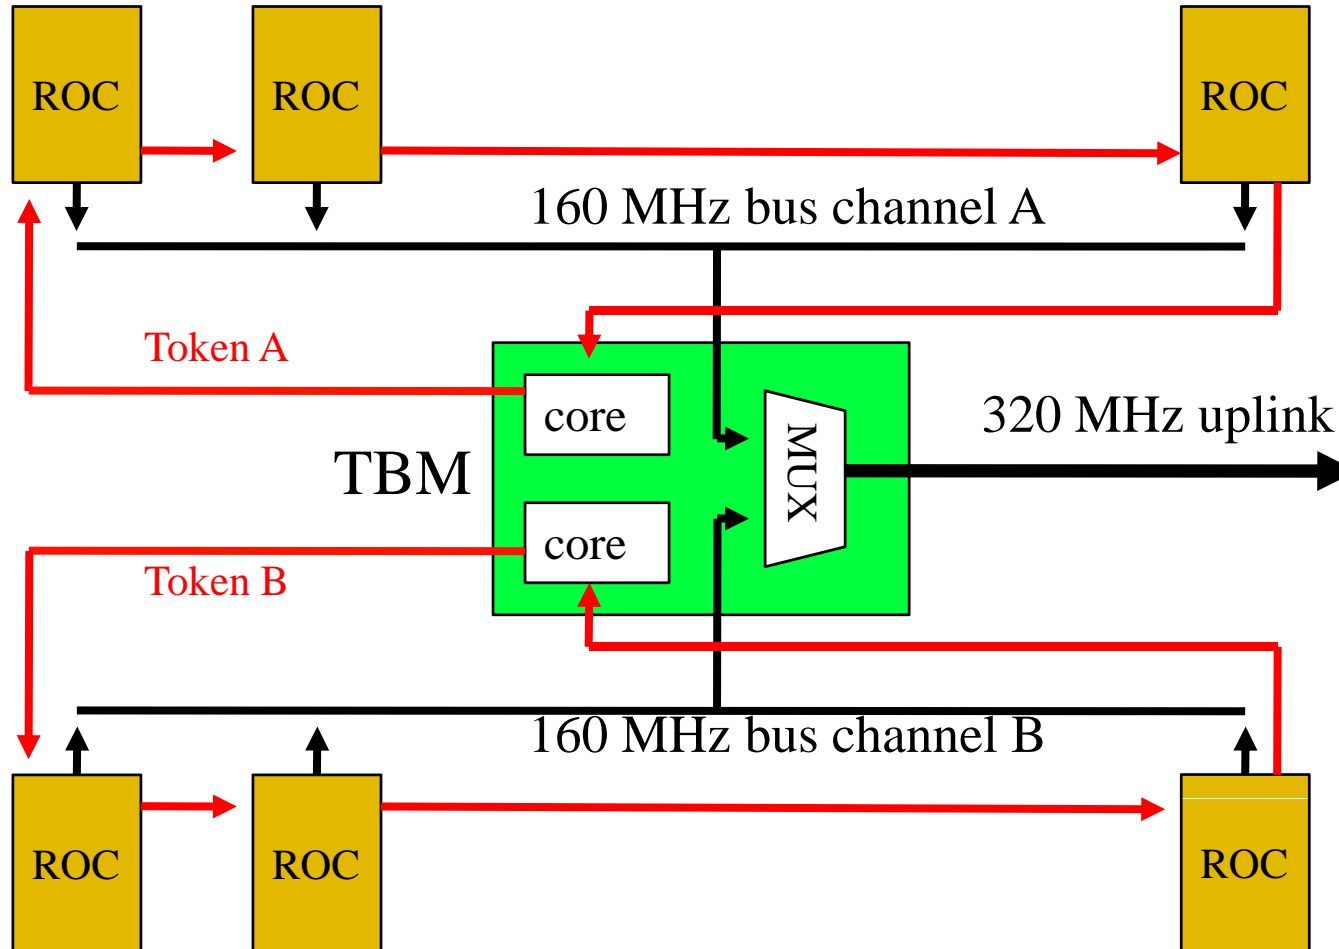 ROC
ROC
ROC
160 MHz bus channel A
Token A
core
MUX
320 MHz uplink
TBM
core
Token B
160 MHz bus channel B
ROC
ROC
ROC